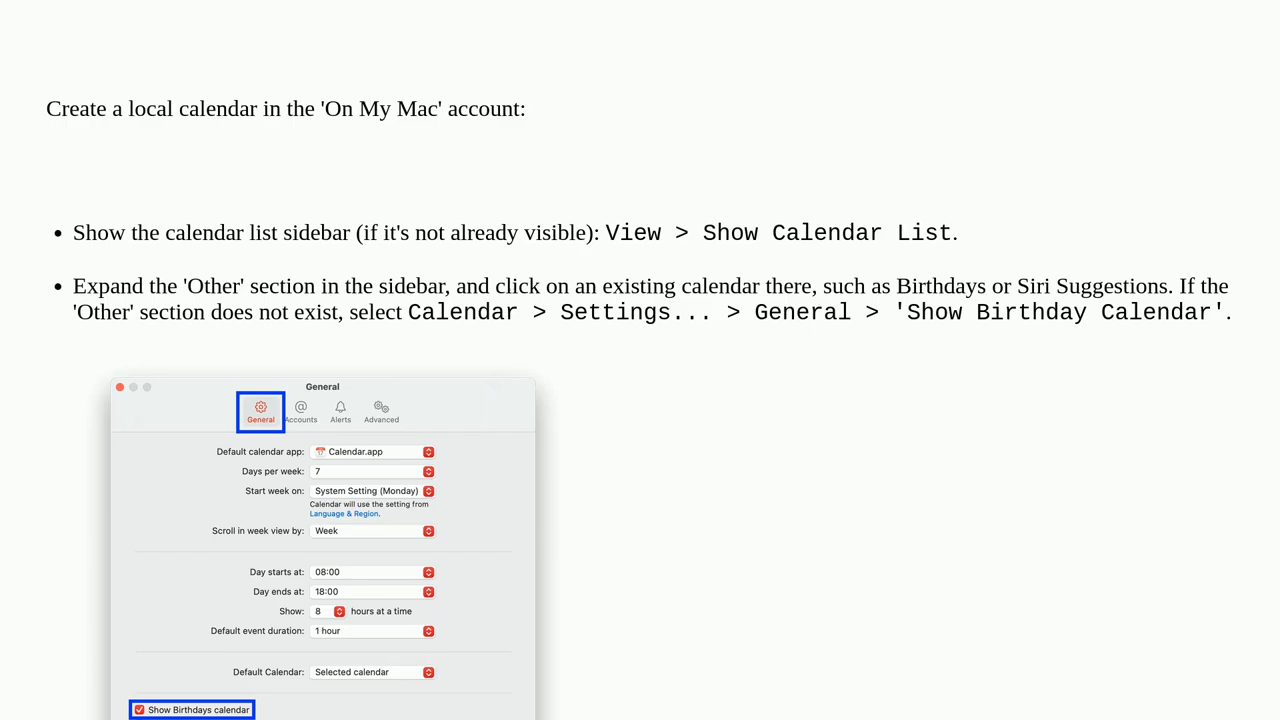 Create a local calendar in the 'On My Mac' account:
Show the calendar list sidebar (if it's not already visible): View > Show Calendar List.
Expand the 'Other' section in the sidebar, and click on an existing calendar there, such as Birthdays or Siri Suggestions. If the
'Other' section does not exist, select Calendar > Settings... > General > 'Show Birthday Calendar'.
General
General Accounts Alerts Advanced
Default calendar app: Calendar.app
Days per week: 7
Start week on: System Setting (Monday)
Calendar will use the setting from
Language & Region.
Scroll in week view by: Week
Day starts at: 08:00
Day ends at: 18:00
Show: 8 hours at a time
Default event duration: 1 hour
Default Calendar: Selected calendar
Show Birthdays calendar